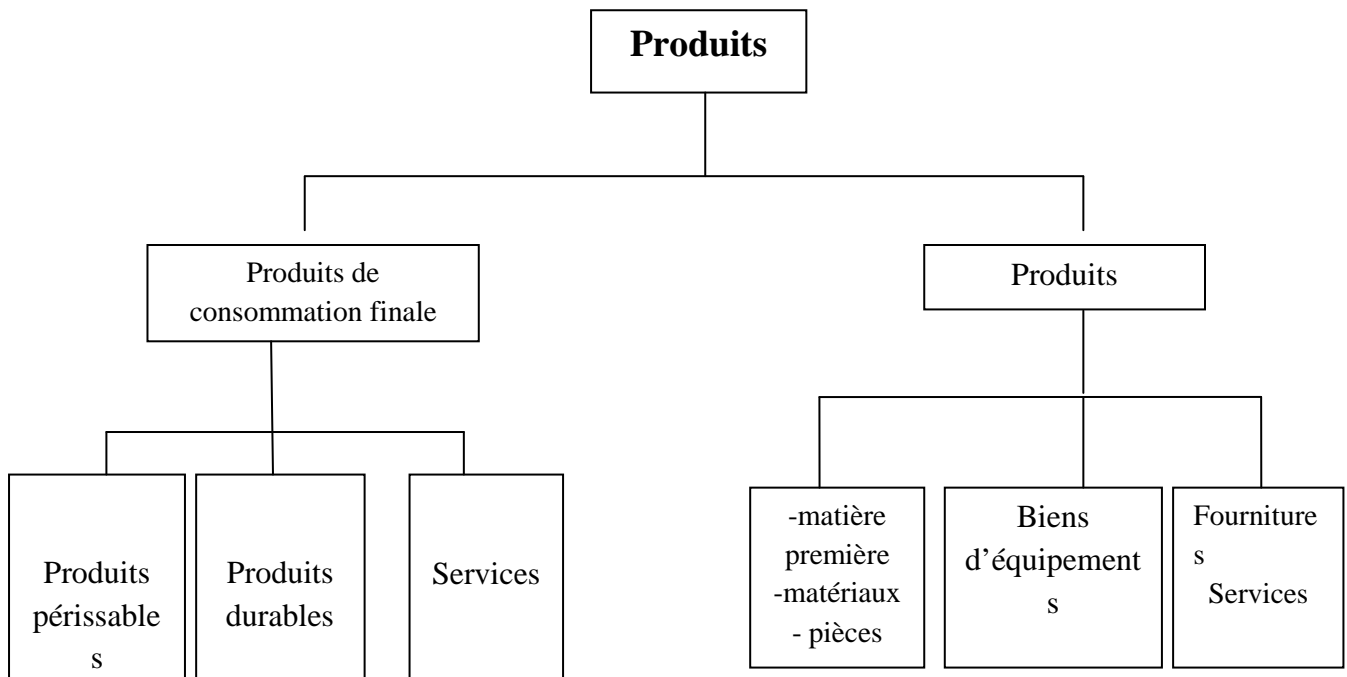 Produits
Produits de
consommation finale
Produits
Produits
périssable
s
Produits
durables
Services
-matière
première
-matériaux
- pièces
Biens
d’équipement
s
Fourniture
s
Services